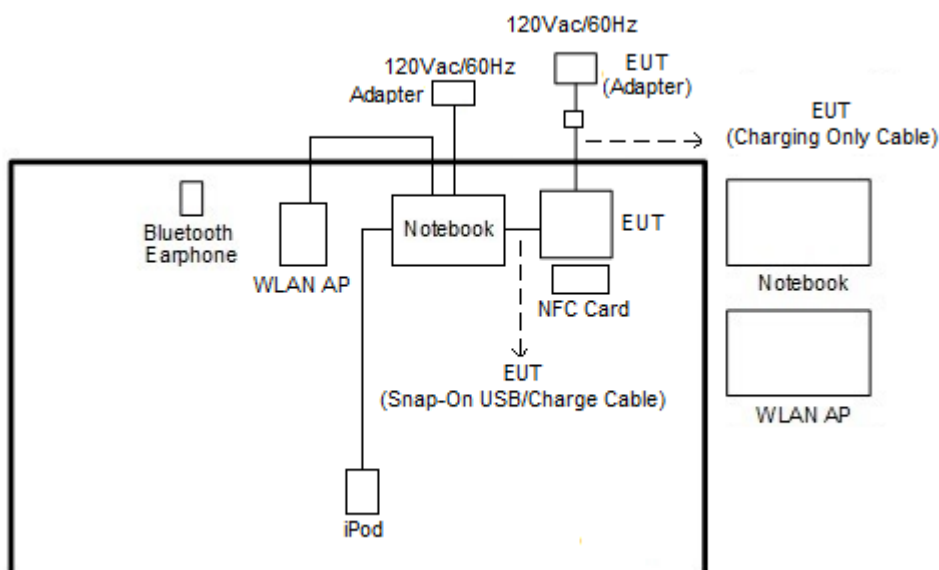 120Vac/60Hz
120Vac/60Hz
Adapter
EUT
(Adapter)
EUT
(Charging Only Cable)
Bluetooth
Earphone
WLAN AP
Notebook
EUT
NFC Card
Notebook
EUT
(Snap-On USB/Charge Cable)
WLAN AP
iPod